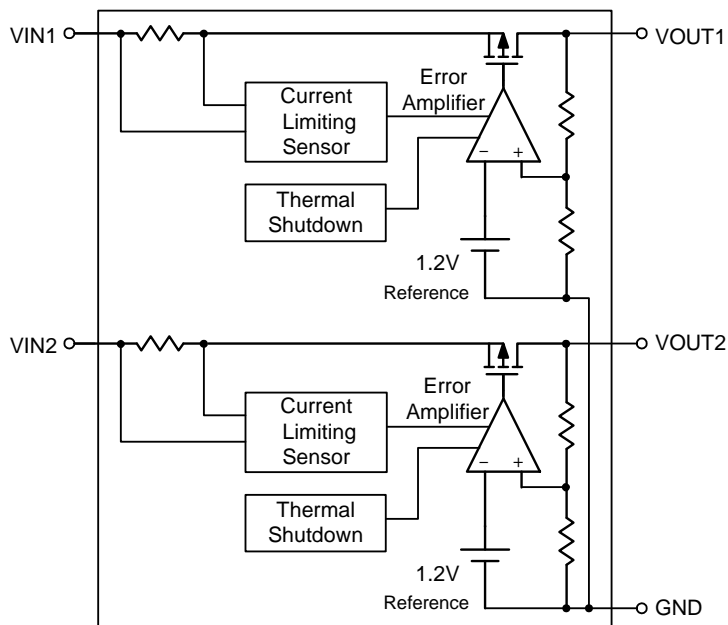 VIN1
VOUT1
Error
Amplifier
Current
Limiting
Sensor
− +
Thermal
Shutdown
1.2V
Reference
VIN2
VOUT2
Error
Amplifier
Current
Limiting
Sensor
− +
Thermal
Shutdown
1.2V
Reference
GND